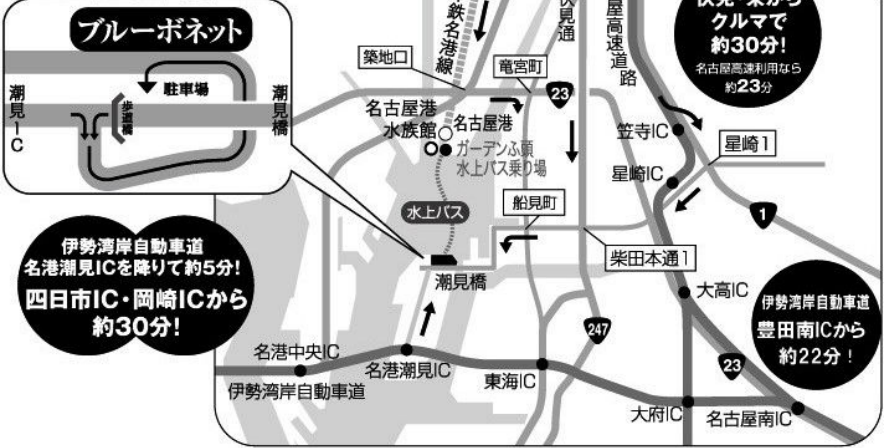 ブルーボネット
駐車場
潮見IC
歩道橋
潮見橋
鉄名港線
伏見通
屋高速道路
伏見・栄から
クルマで
約30分!
名古屋高速利用なら
約23分
築地口
竜宮町
23
名古屋港
水族館
名古屋港
ガーデンふ頭
水上バス乗り場
笠寺IC
星崎1
星崎IC
水上バス
船見町
1
柴田本通1
潮見橋
伊勢湾岸自動車道
名港潮見ICを降りて約5分!
四日市IC・岡崎ICから
約30分!
大高IC
伊勢湾岸自動車道
豊田南ICから
約22分!
247
名港中央IC
伊勢湾岸自動車道
名港潮見IC
東海IC
23
大府IC
名古屋南IC